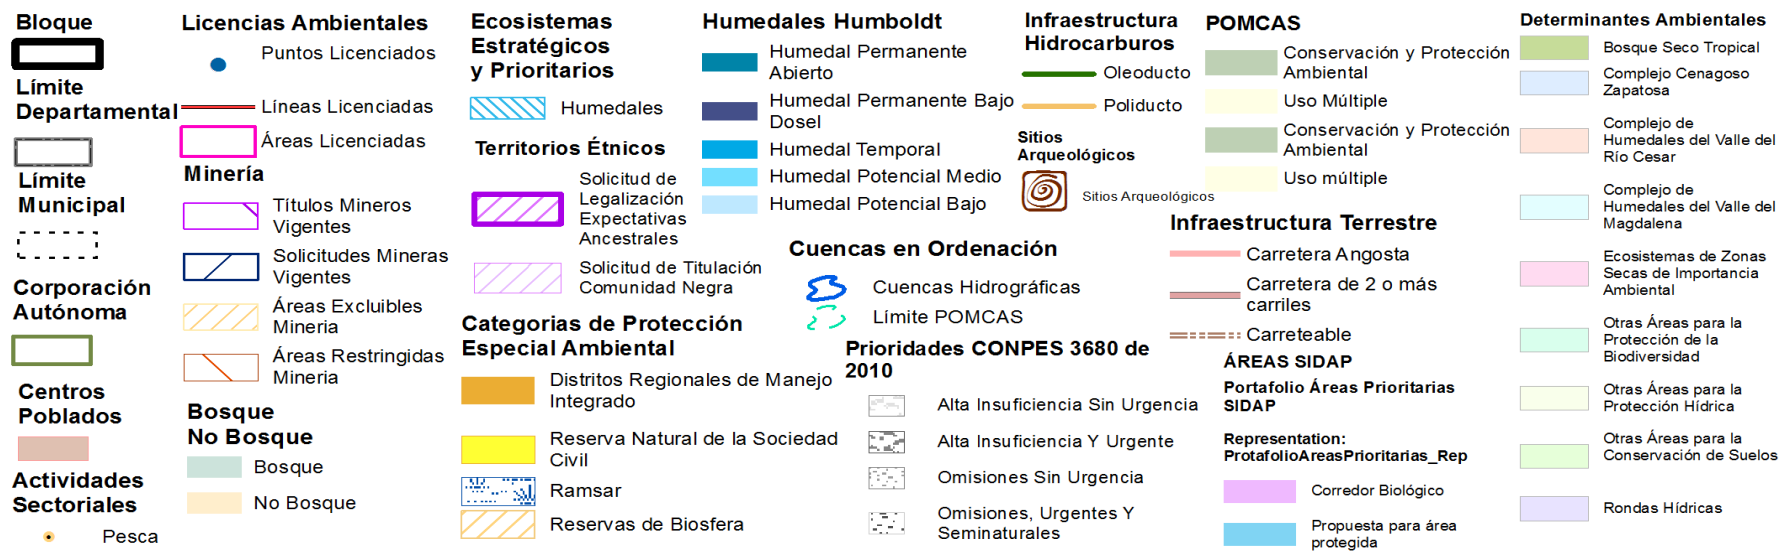 Bloque
Límite
Departamental
Límite
Municipal
Corporación
Autónoma
Centros
Poblados
Actividades
Sectoriales
Pesca
Licencias Ambientales
Puntos Licenciados
Líneas Licenciadas
Áreas Licenciadas
Minería
Títulos Mineros
Vigentes
Solicitudes Mineras
Vigentes
Áreas Excluibles
Mineria
Áreas Restringidas
Mineria
Bosque
No Bosque
Bosque
No Bosque
Ecosistemas
Estratégicos
y Prioritarios
Humedales
Territorios Étnicos
Solicitud de
Legalización
Expectativas
Ancestrales
Solicitud de Titulación
Comunidad Negra
Categorias de Protección
Especial Ambiental
Distritos Regionales de Manejo
Integrado
Reserva Natural de la Sociedad
Civil
Ramsar
Reservas de Biosfera
Humedales Humboldt
Humedal Permanente
Abierto
Humedal Permanente Bajo
Dosel
Humedal Temporal
Humedal Potencial Medio
Humedal Potencial Bajo
Cuencas en Ordenación
Cuencas Hidrográficas
Límite POMCAS
Prioridades CONPES 3680 de
2010
Alta Insuficiencia Sin Urgencia
Alta Insuficiencia Y Urgente
Omisiones Sin Urgencia
Omisiones, Urgentes Y
Seminaturales
Infraestructura
Hidrocarburos
Oleoducto
Poliducto
Sitios
Arqueológicos
Sitios Arqueológicos
POMCAS
Conservación y Protección
Ambiental
Uso Múltiple
Conservación y Protección
Ambiental
Uso múltiple
Infraestructura Terrestre
Carretera Angosta
Carretera de 2 o más
carriles
Carreteable
ÁREAS SIDAP
Portafolio Áreas Prioritarias
SIDAP
Representation:
ProtafolioAreasPrioritarias_Rep
Corredor Biológico
Propuesta para área
protegida
Determinantes Ambientales
Bosque Seco Tropical
Complejo Cenagoso
Zapatosa
Complejo de
Humedales del Valle del
Río Cesar
Complejo de
Humedales del Valle del
Magdalena
Ecosistemas de Zonas
Secas de Importancia
Ambiental
Otras Áreas para la
Protección de la
Biodiversidad
Otras Áreas para la
Protección Hídrica
Otras Áreas para la
Conservación de Suelos
Rondas Hídricas